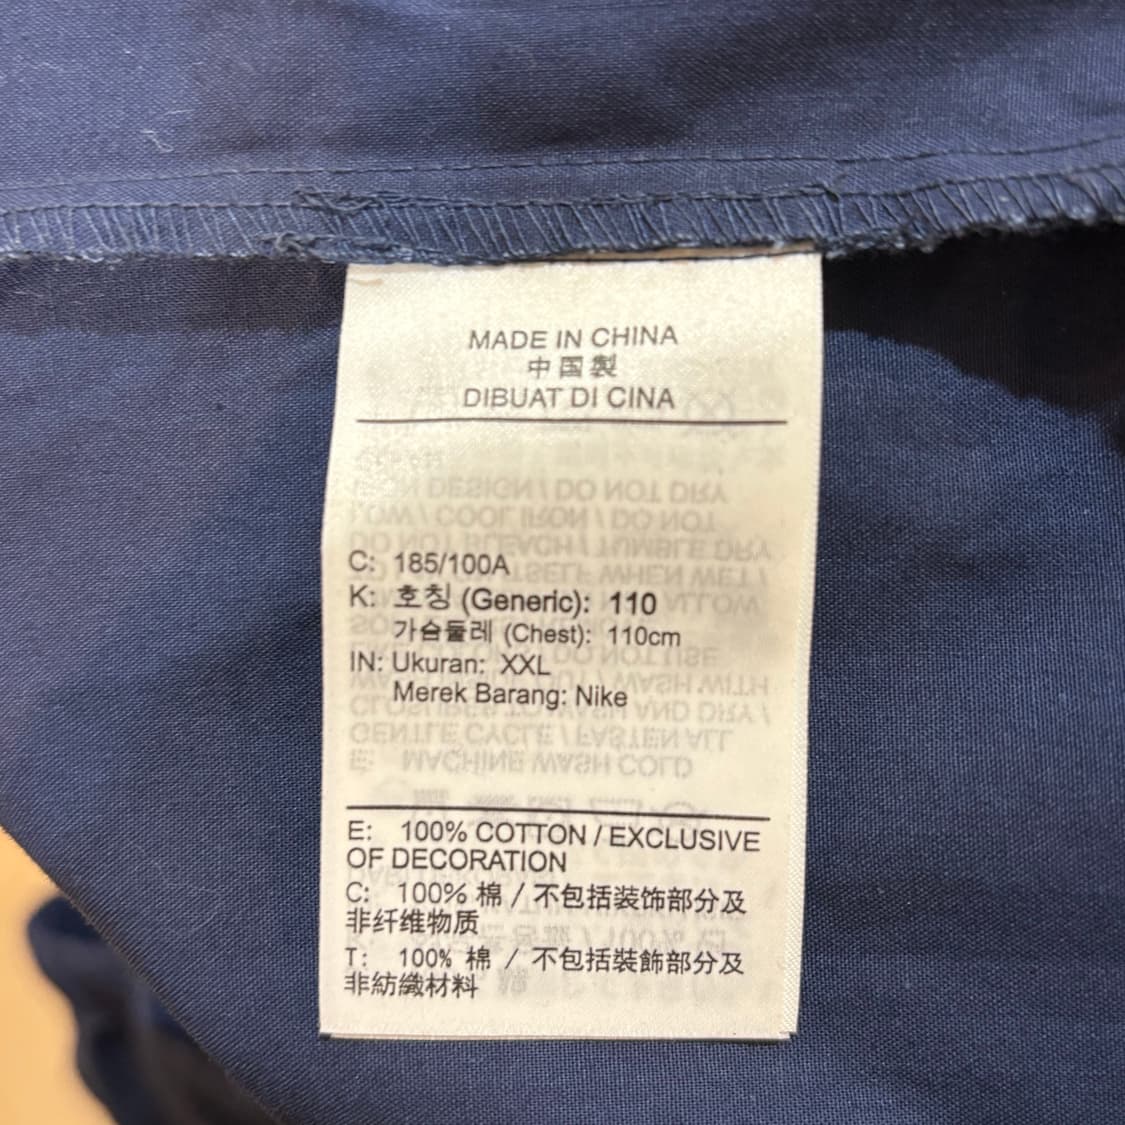 MADE IN CHINA
中国製
DIBUAT DI CINA
C: 185/100A
K: 호칭 (Generic): 110
가슴둘레 (Chest): 110cm
IN: Ukuran: XXL
Merek Barang: Nike
E: 100% COTTON / EXCLUSIVE
OF DECORATION
C: 100% 棉 / 不包括装饰部分及
非纤维物质
T: 100% 棉 / 不包括裝飾部分及
非紡織材料